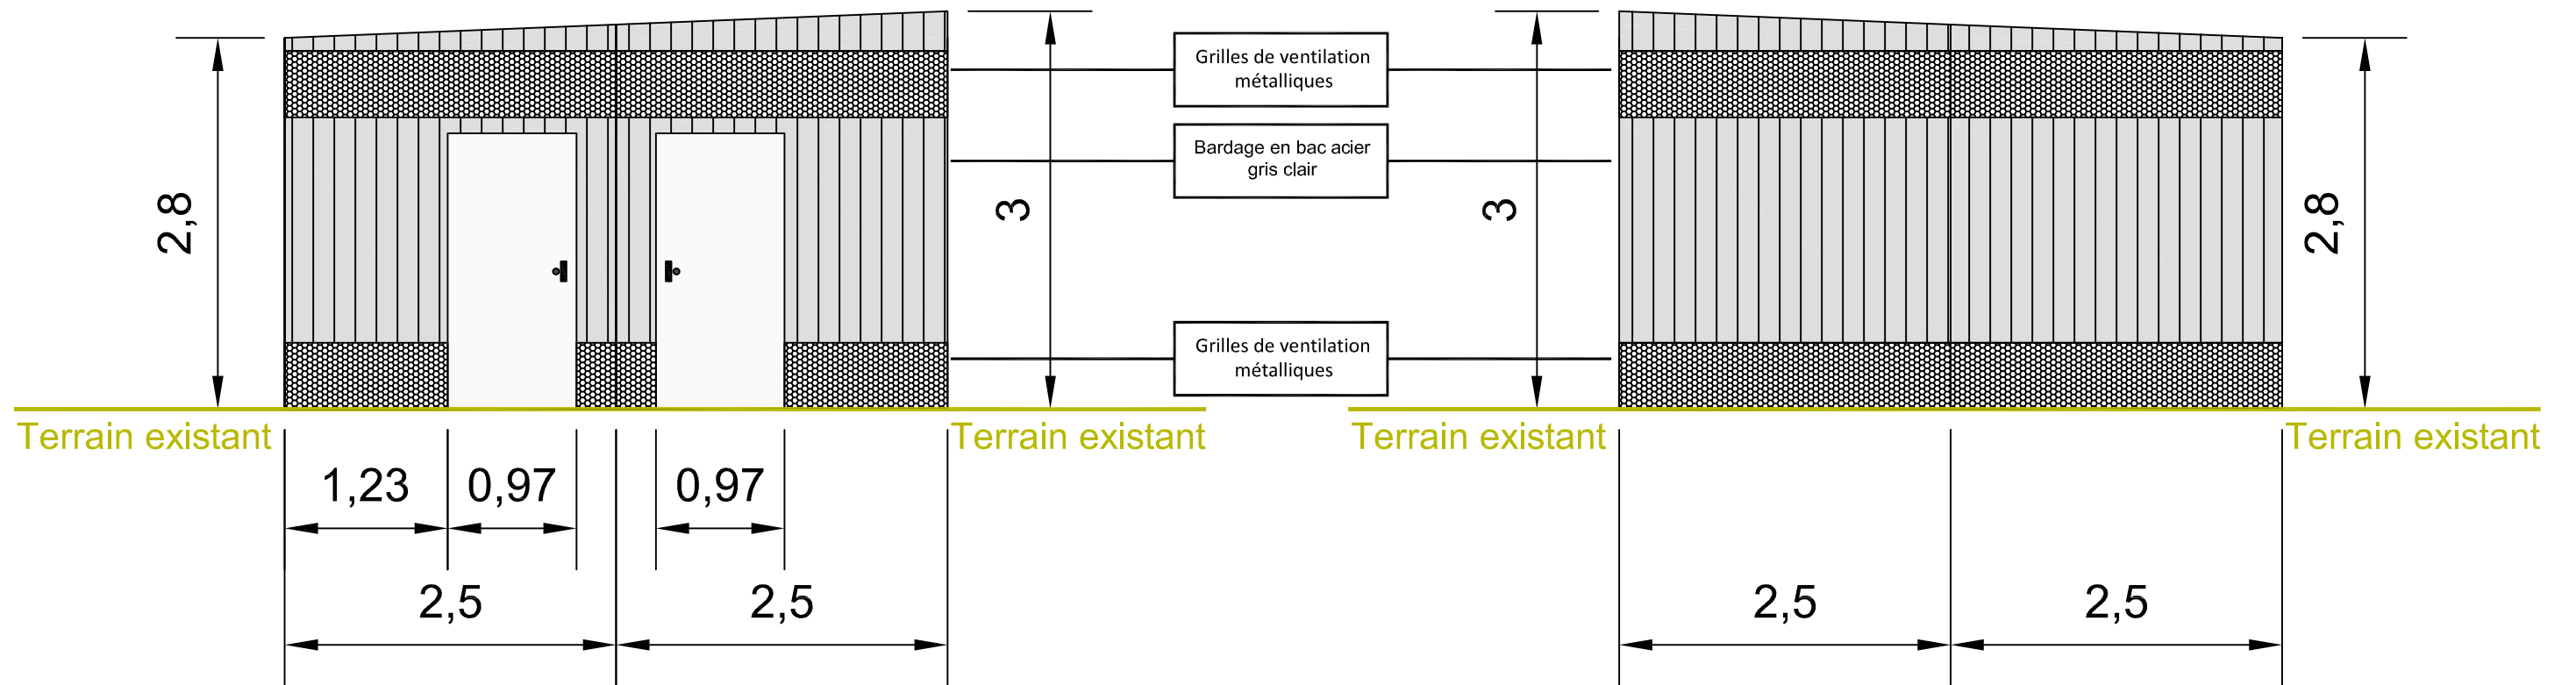 Grilles de ventilation
métalliques
Bardage en bac acier
gris clair
2,8
3
3
2,8
Grilles de ventilation
métalliques
Terrain existant
Terrain existant
Terrain existant
Terrain existant
1,23
0,97
0,97
2,5
2,5
2,5
2,5